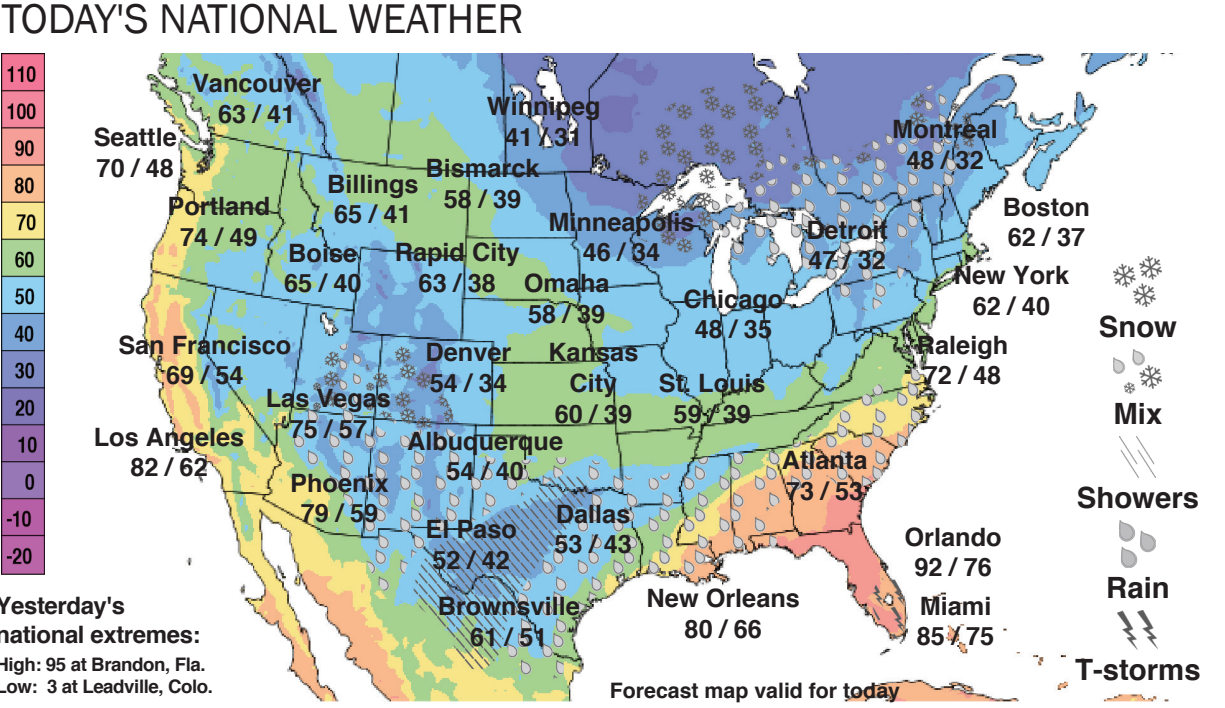 TODAY'S NATIONAL WEATHER
110
100
90
80
70
60
50
40
30
20
10
0
-10
-20
Vancouver
63 / 41
Seattle
70 / 48
Portland
74 / 49
Billings
65 / 41
Boise
65 / 40
Winnipeg
41 / 31
Bismarck
58 / 39
Rapid City
63 / 38
Minneapolis
46 / 34
Omaha
58 / 39
Montreal
48 / 32
Detroit
47 / 32
Boston
62 / 37
New York
62 / 40
Chicago
48 / 35
San Francisco
69 / 54
Las Vegas
75 / 57
Los Angeles
82 / 62
Denver
54 / 34
Kansas
City
60 / 39
St. Louis
59 / 39
Raleigh
72 / 48
Albuquerque
54 / 40
Phoenix
79 / 59
El Paso
52 / 42
Dallas
53 / 43
Atlanta
73 / 53
Brownsville
61 / 51
New Orleans
80 / 66
Orlando
92 / 76
Miami
85 / 75
Snow
Mix
Showers
Rain
T-storms
Yesterday's
national extremes:
High: 95 at Brandon, Fla.
Low: 3 at Leadville, Colo.
Forecast map valid for today